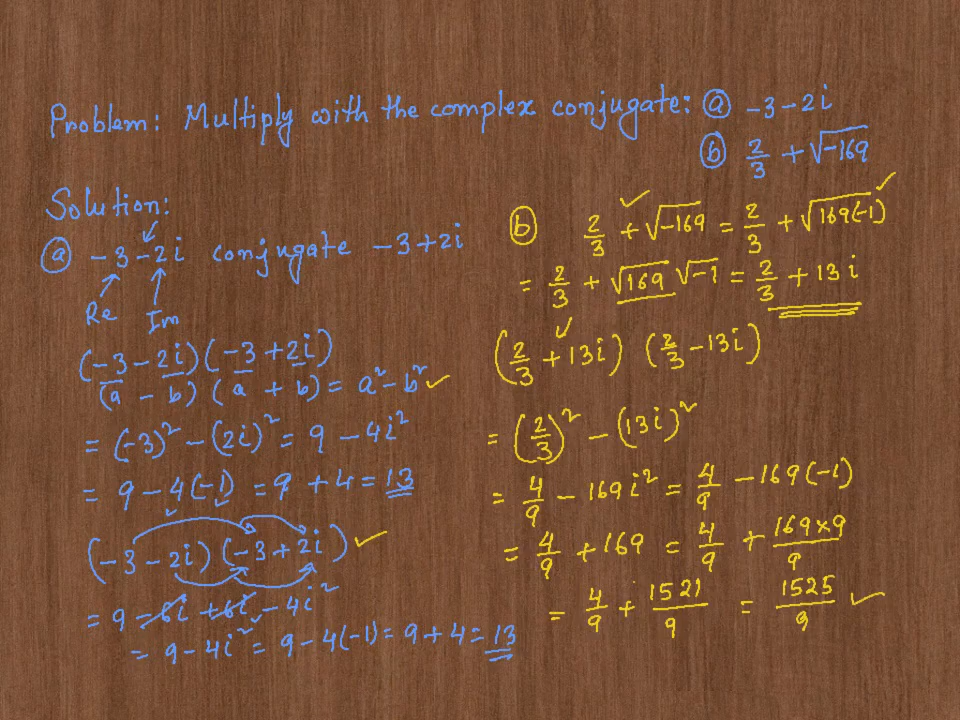 Problem: Multiply with the complex conjugate: ⓐ -3-2i
ⓑ 2/3 + √-169
Solution:
ⓐ -3-2i conjugate -3+2i
Re Im
(-3-2i)(-3+2i)
(a - b) (a + b) = a² - b² ✓
= (-3)² - (2i)² = 9 - 4i²
= 9 - 4(-1) = 9 + 4 = 13
(-3-2i)(-3+2i) ✓
= 9 - 6i + 6i - 4i²
= 9 - 4i² = 9 - 4(-1) = 9 + 4 = 13
ⓑ 2/3 + √-169 = 2/3 + √169(-1)
= 2/3 + √169 √-1 = 2/3 + 13i
(2/3 + 13i) (2/3 - 13i)
= (2/3)² - (13i)²
= 4/9 - 169i² = 4/9 - 169(-1)
= 4/9 + 169 = 4/9 + 169×9/9
= 4/9 + 1521/9 = 1525/9 ✓